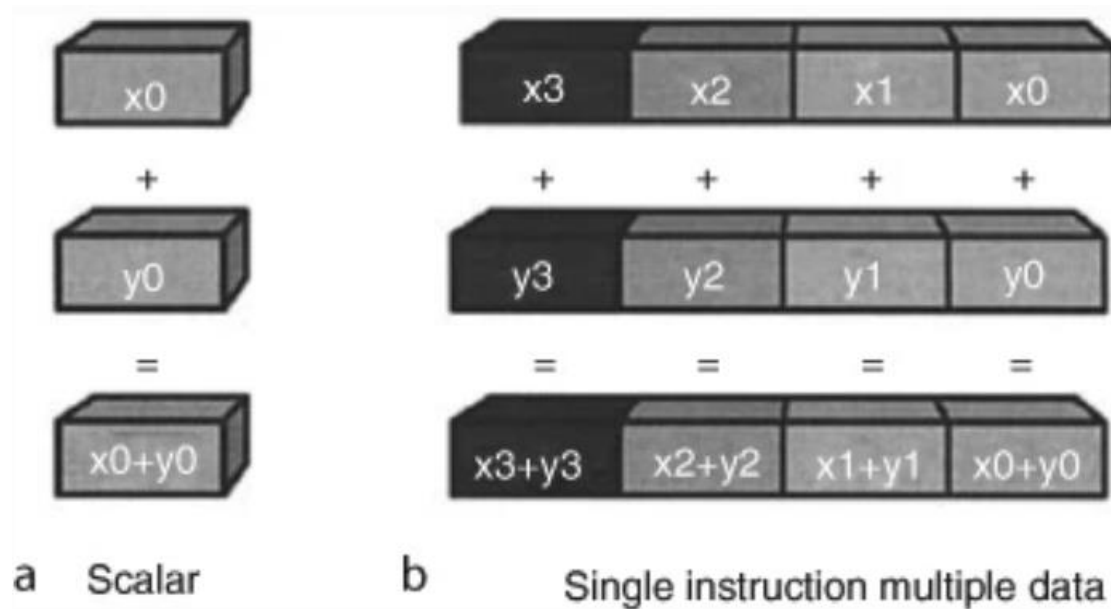 x0 x3 x2 x1 x0
+ + + + +
y0 y3 y2 y1 y0
= = = = =
x0+y0 x3+y3 x2+y2 x1+y1 x0+y0
a Scalar b Single instruction multiple data